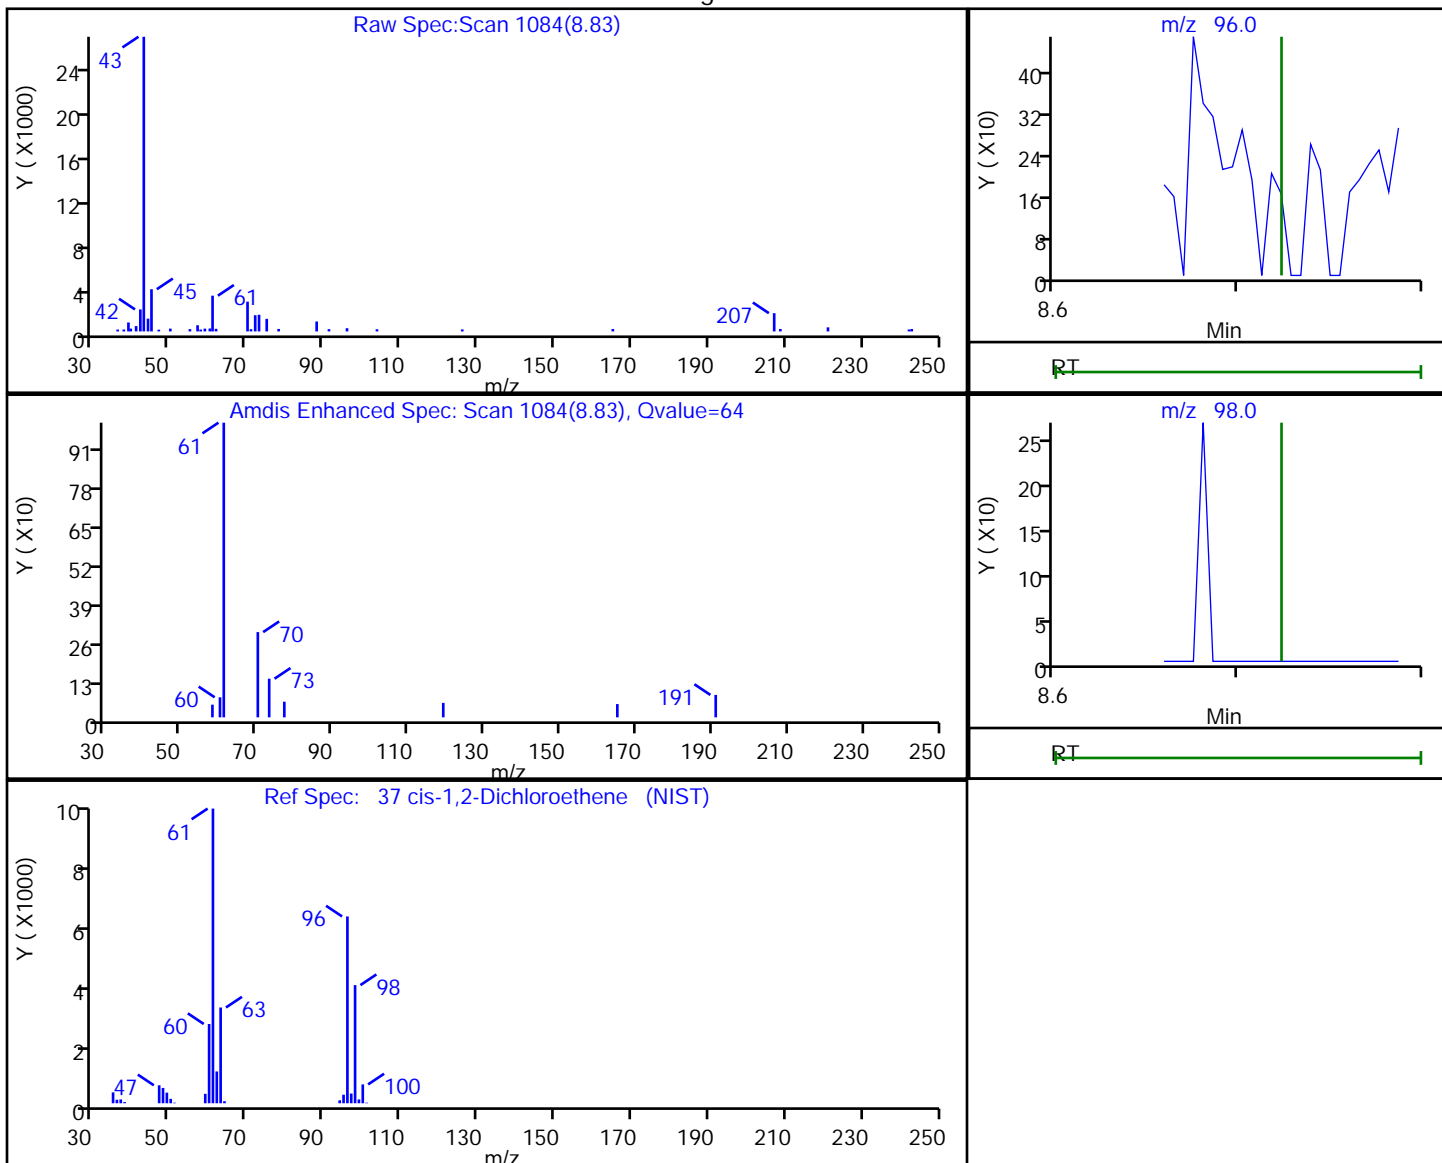 Raw Spec:Scan 1084(8.83)
Y ( X1000)
24
20
16
12
8
4
0
43
42
45
61
207
30 50 70 90 110 130 150 170 190 210 230 250
m/z
m/z 96.0
Y ( X10)
40
32
24
16
8
0
8.6
Min
RT
Amdis Enhanced Spec: Scan 1084(8.83), Qvalue=64
Y ( X10)
91
78
65
52
39
26
13
0
61
60
70
73
191
30 50 70 90 110 130 150 170 190 210 230 250
m/z
m/z 98.0
Y ( X10)
25
20
15
10
5
0
8.6
Min
RT
Ref Spec: 37 cis-1,2-Dichloroethene (NIST)
Y ( X1000)
10
8
6
4
2
0
61
96
98
63
60
47
100
30 50 70 90 110 130 150 170 190 210 230 250
m/z